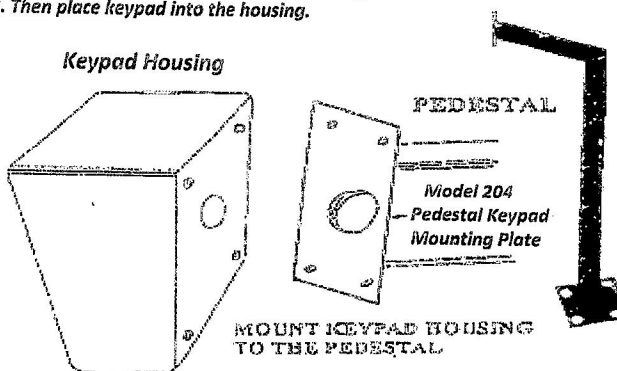 . Then place keypad into the housing.
Keypad Housing
PEDESTAL
Model 204
Pedestal Keypad
Mounting Plate
MOUNT KEYPAD HOUSING
TO THE PEDESTAL